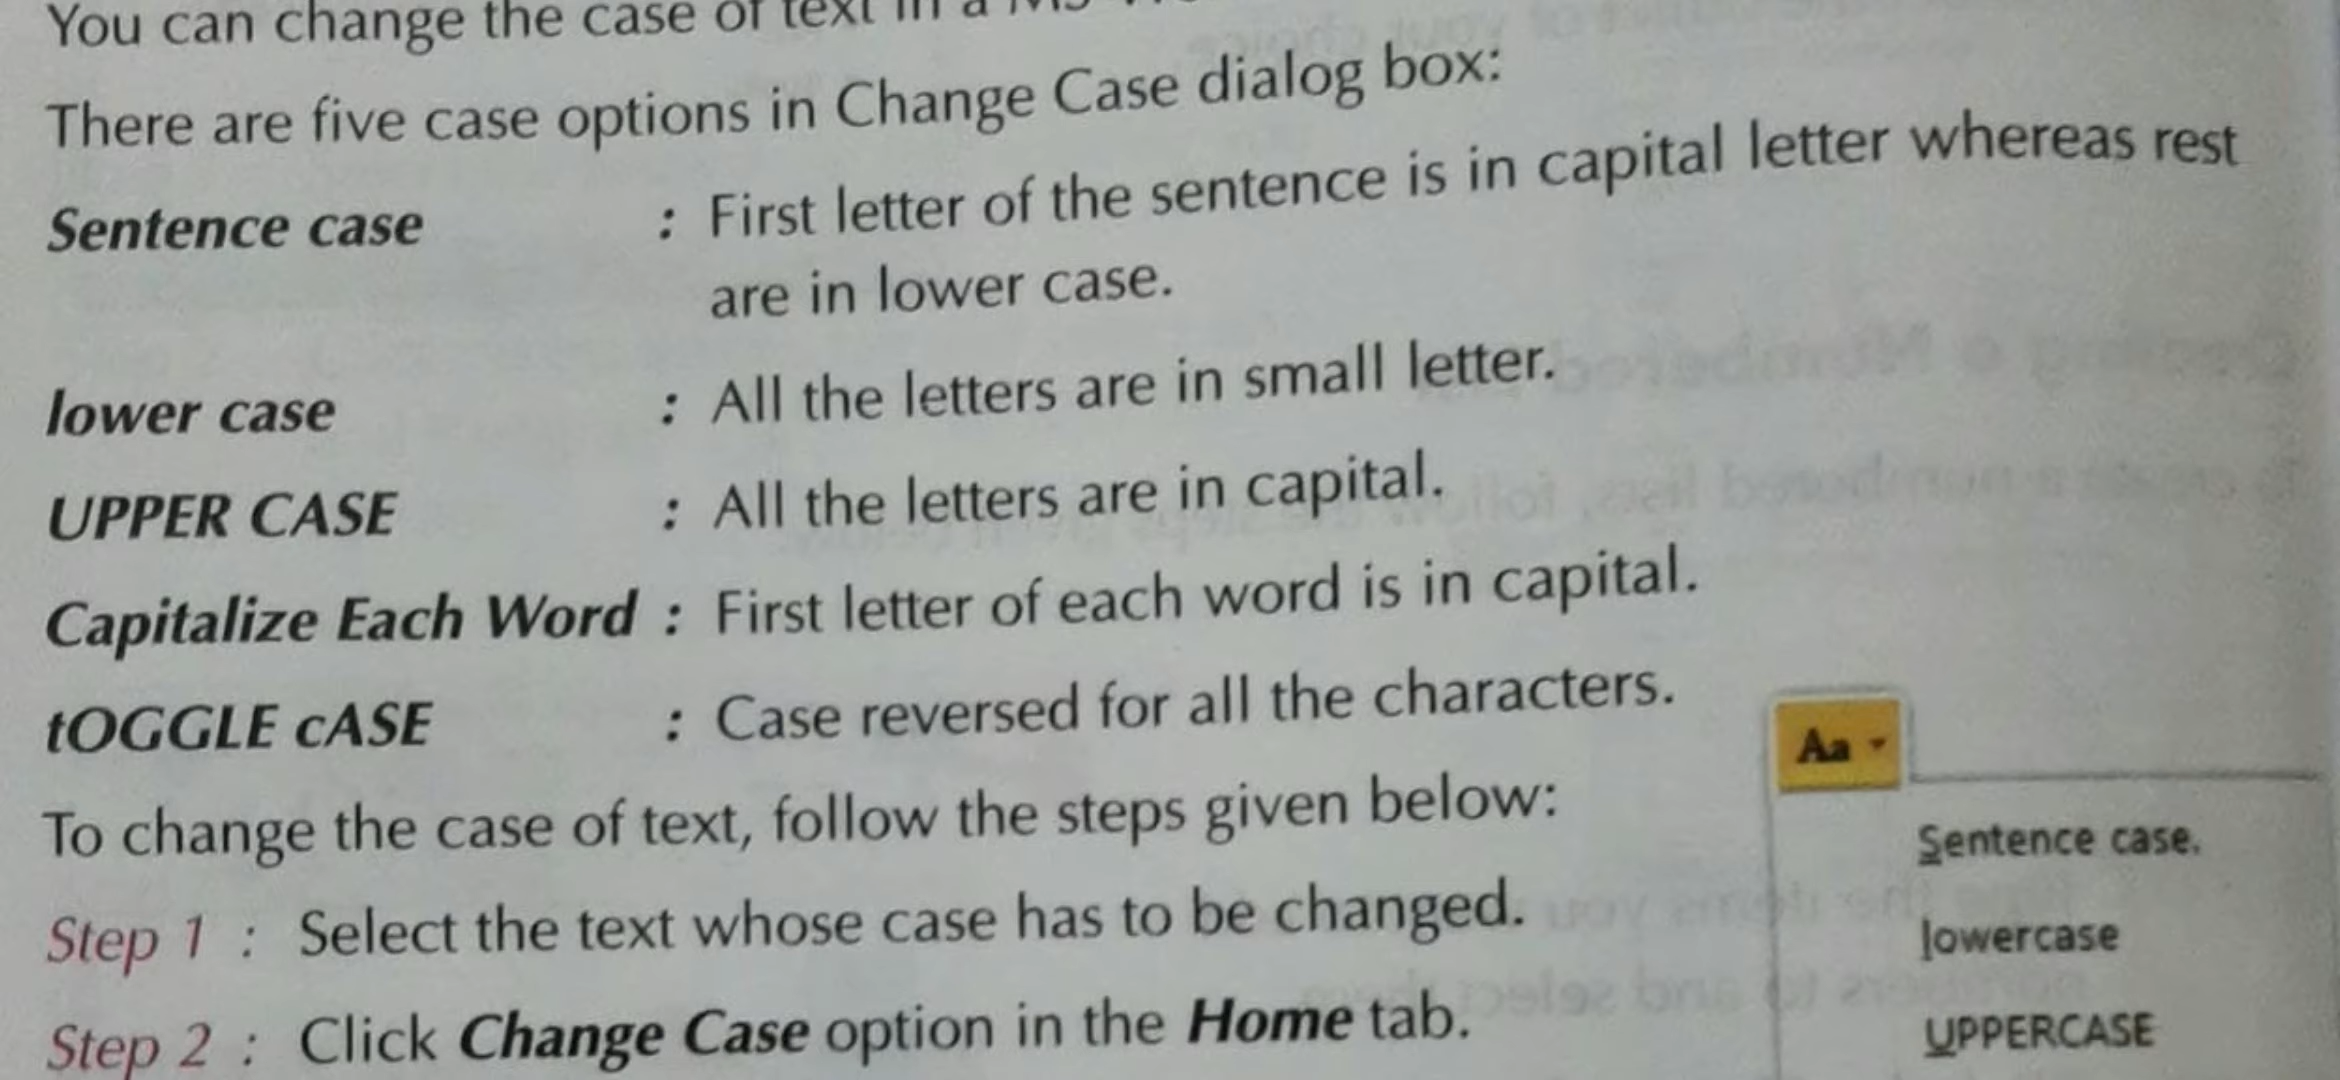 You can change the case of text in a MS
There are five case options in Change Case dialog box:
Sentence case : First letter of the sentence is in capital letter whereas rest
are in lower case.
lower case : All the letters are in small letter.
UPPER CASE : All the letters are in capital.
Capitalize Each Word : First letter of each word is in capital.
tOGGLE cASE : Case reversed for all the characters.
To change the case of text, follow the steps given below:
Step 1 : Select the text whose case has to be changed.
Step 2 : Click Change Case option in the Home tab.
Aa
Sentence case.
lowercase
UPPERCASE